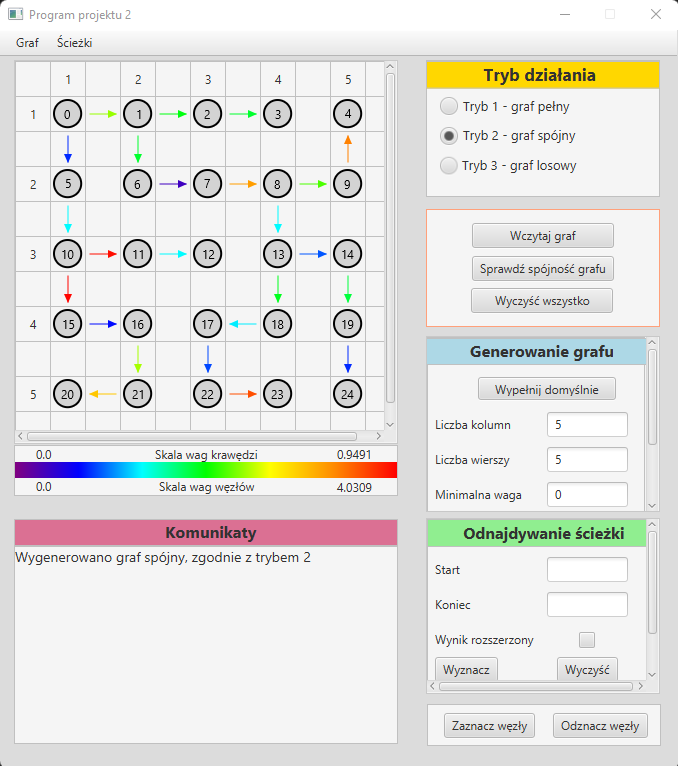 Program projektu 2
Graf Ścieżki
1 2 3 4 5
1 0 1 2 3 4
2 5 6 7 8 9
3 10 11 12 13 14
4 15 16 17 18 19
5 20 21 22 23 24
0.0 Skala wag krawędzi 0.9491
0.0 Skala wag węzłów 4.0309
Komunikaty
Wygenerowano graf spójny, zgodnie z trybem 2
Tryb działania
Tryb 1 - graf pełny
Tryb 2 - graf spójny
Tryb 3 - graf losowy
Wczytaj graf
Sprawdź spójność grafu
Wyczyść wszystko
Generowanie grafu
Wypełnij domyślnie
Liczba kolumn 5
Liczba wierszy 5
Minimalna waga 0
Odnajdywanie ścieżki
Start
Koniec
Wynik rozszerzony
Wyznacz Wyczyść
Zaznacz węzły Odznacz węzły